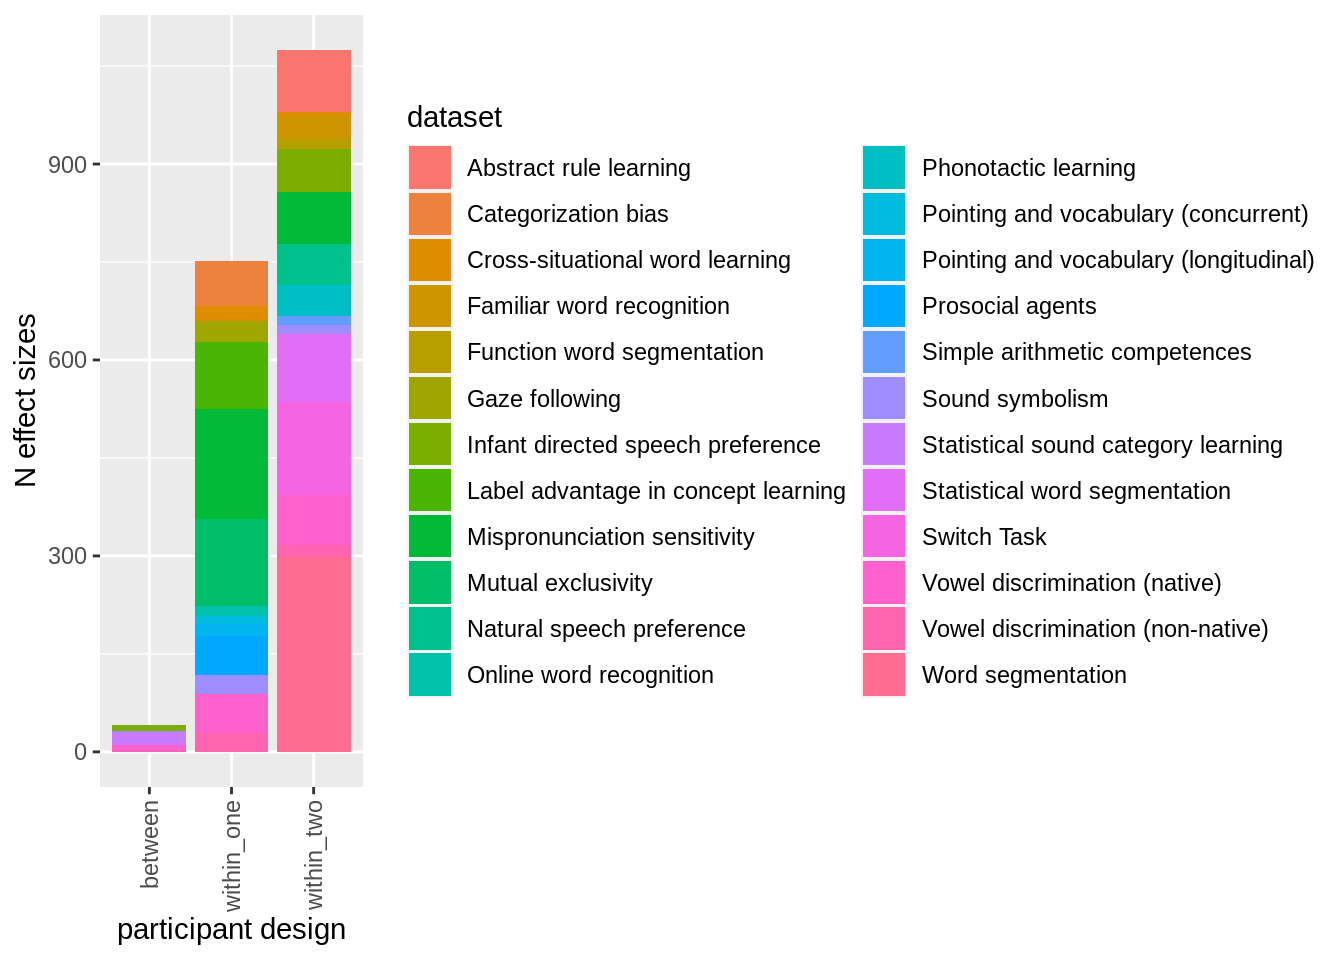 N effect sizes
900
600
300
0
between
within_one
within_two
participant design
dataset
Abstract rule learning
Categorization bias
Cross-situational word learning
Familiar word recognition
Function word segmentation
Gaze following
Infant directed speech preference
Label advantage in concept learning
Mispronunciation sensitivity
Mutual exclusivity
Natural speech preference
Online word recognition
Phonotactic learning
Pointing and vocabulary (concurrent)
Pointing and vocabulary (longitudinal)
Prosocial agents
Simple arithmetic competences
Sound symbolism
Statistical sound category learning
Statistical word segmentation
Switch Task
Vowel discrimination (native)
Vowel discrimination (non-native)
Word segmentation